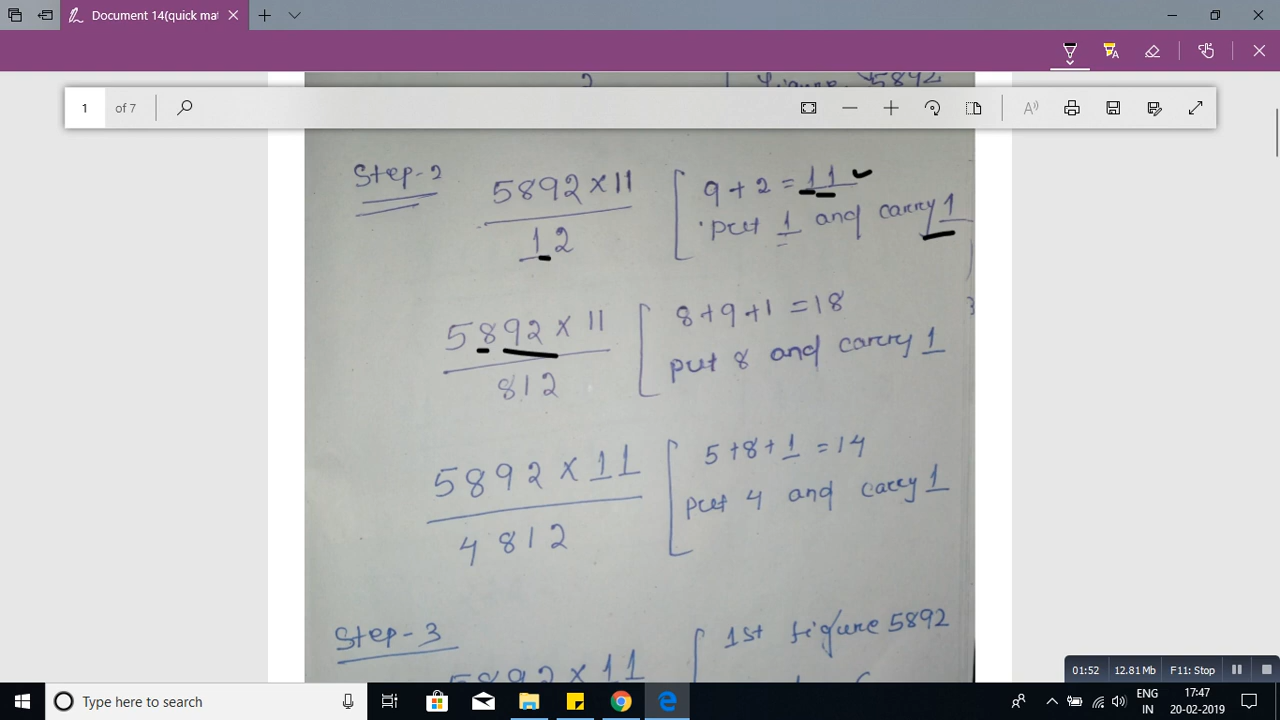 Document 14(quick ma
1 of 7
Step-2
5892×11
12
9+2=11
put 1 and carry 1
5892×11
812
8+9+1=18
put 8 and carry 1
5892×11
4812
5+8+1=14
put 4 and carry 1
Step-3
1st figure 5892
5892×11
01:52 12.81 Mb F11: Stop
Type here to search
ENG
IN
17:47
20-02-2019